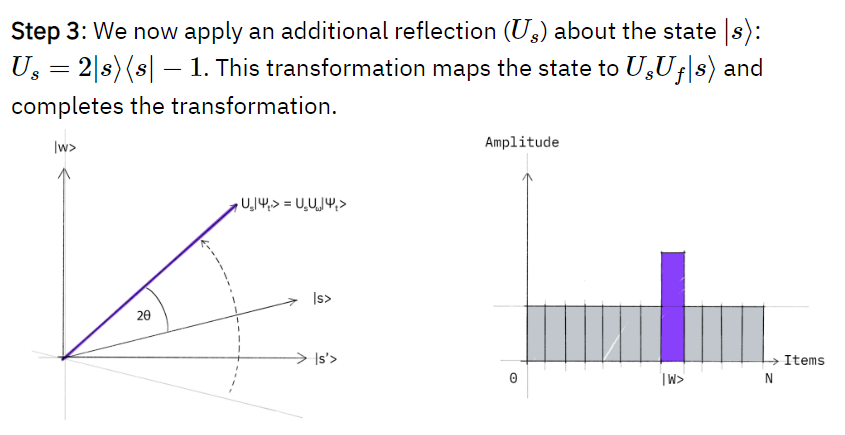 Step 3: We now apply an additional reflection (U_s) about the state |s⟩:
U_s = 2|s⟩⟨s| − 1. This transformation maps the state to U_sU_f|s⟩ and
completes the transformation.
|w>
Amplitude
U_s|Ψ_t'> = U_sU_ω|Ψ_t>
|s>
2θ
|s'>
Items
0
|W>
N